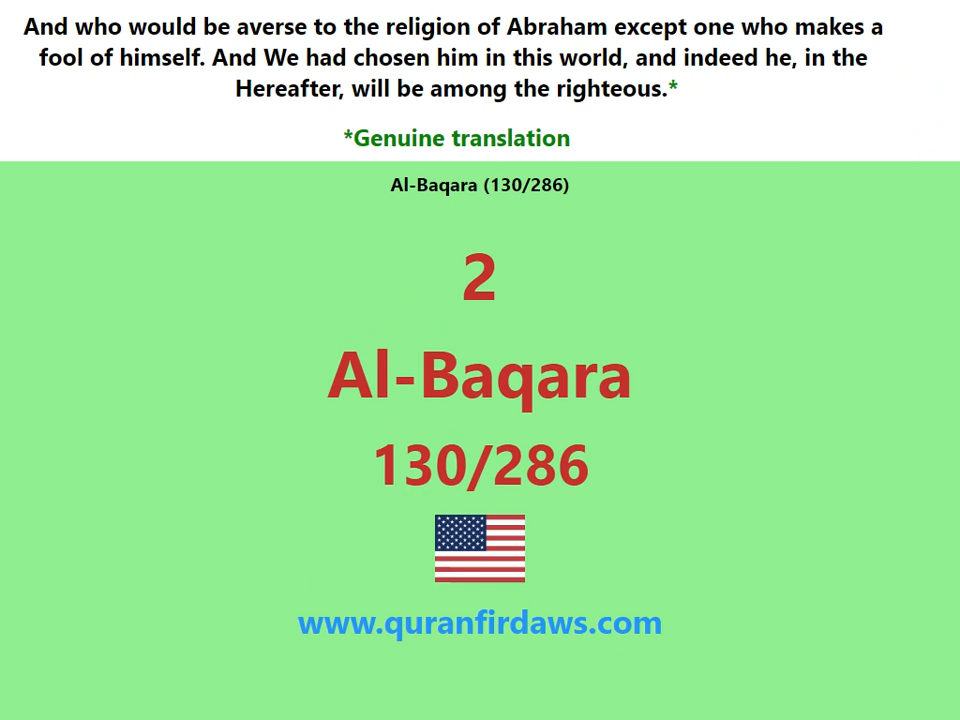 And who would be averse to the religion of Abraham except one who makes a
fool of himself. And We had chosen him in this world, and indeed he, in the
Hereafter, will be among the righteous.*
*Genuine translation
Al-Baqara (130/286)
2
Al-Baqara
130/286
www.quranfirdaws.com